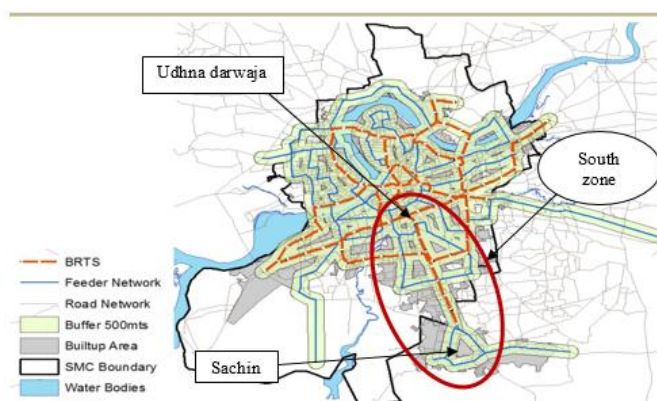 Udhna darwaja
South
zone
BRTS
Feeder Network
Road Network
Buffer 500mts
Builtup Area
SMC Boundary
Water Bodies
Sachin